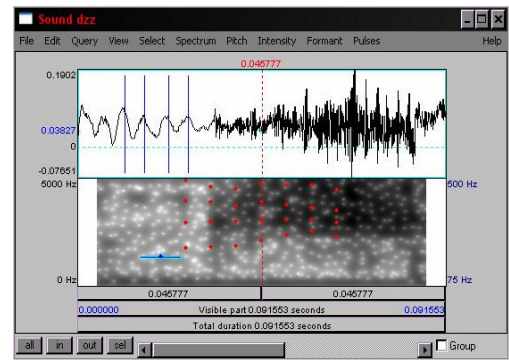 Sound dzz
File Edit Query View Select Spectrum Pitch Intensity Formant Pulses Help
0.045777
0.1902
0.03827
0
-0.07651
5000 Hz 500 Hz
0 Hz 75 Hz
0.045777 0.045777
0.000000 Visible part 0.091553 seconds 0.091553
Total duration 0.091553 seconds
all in out sel Group